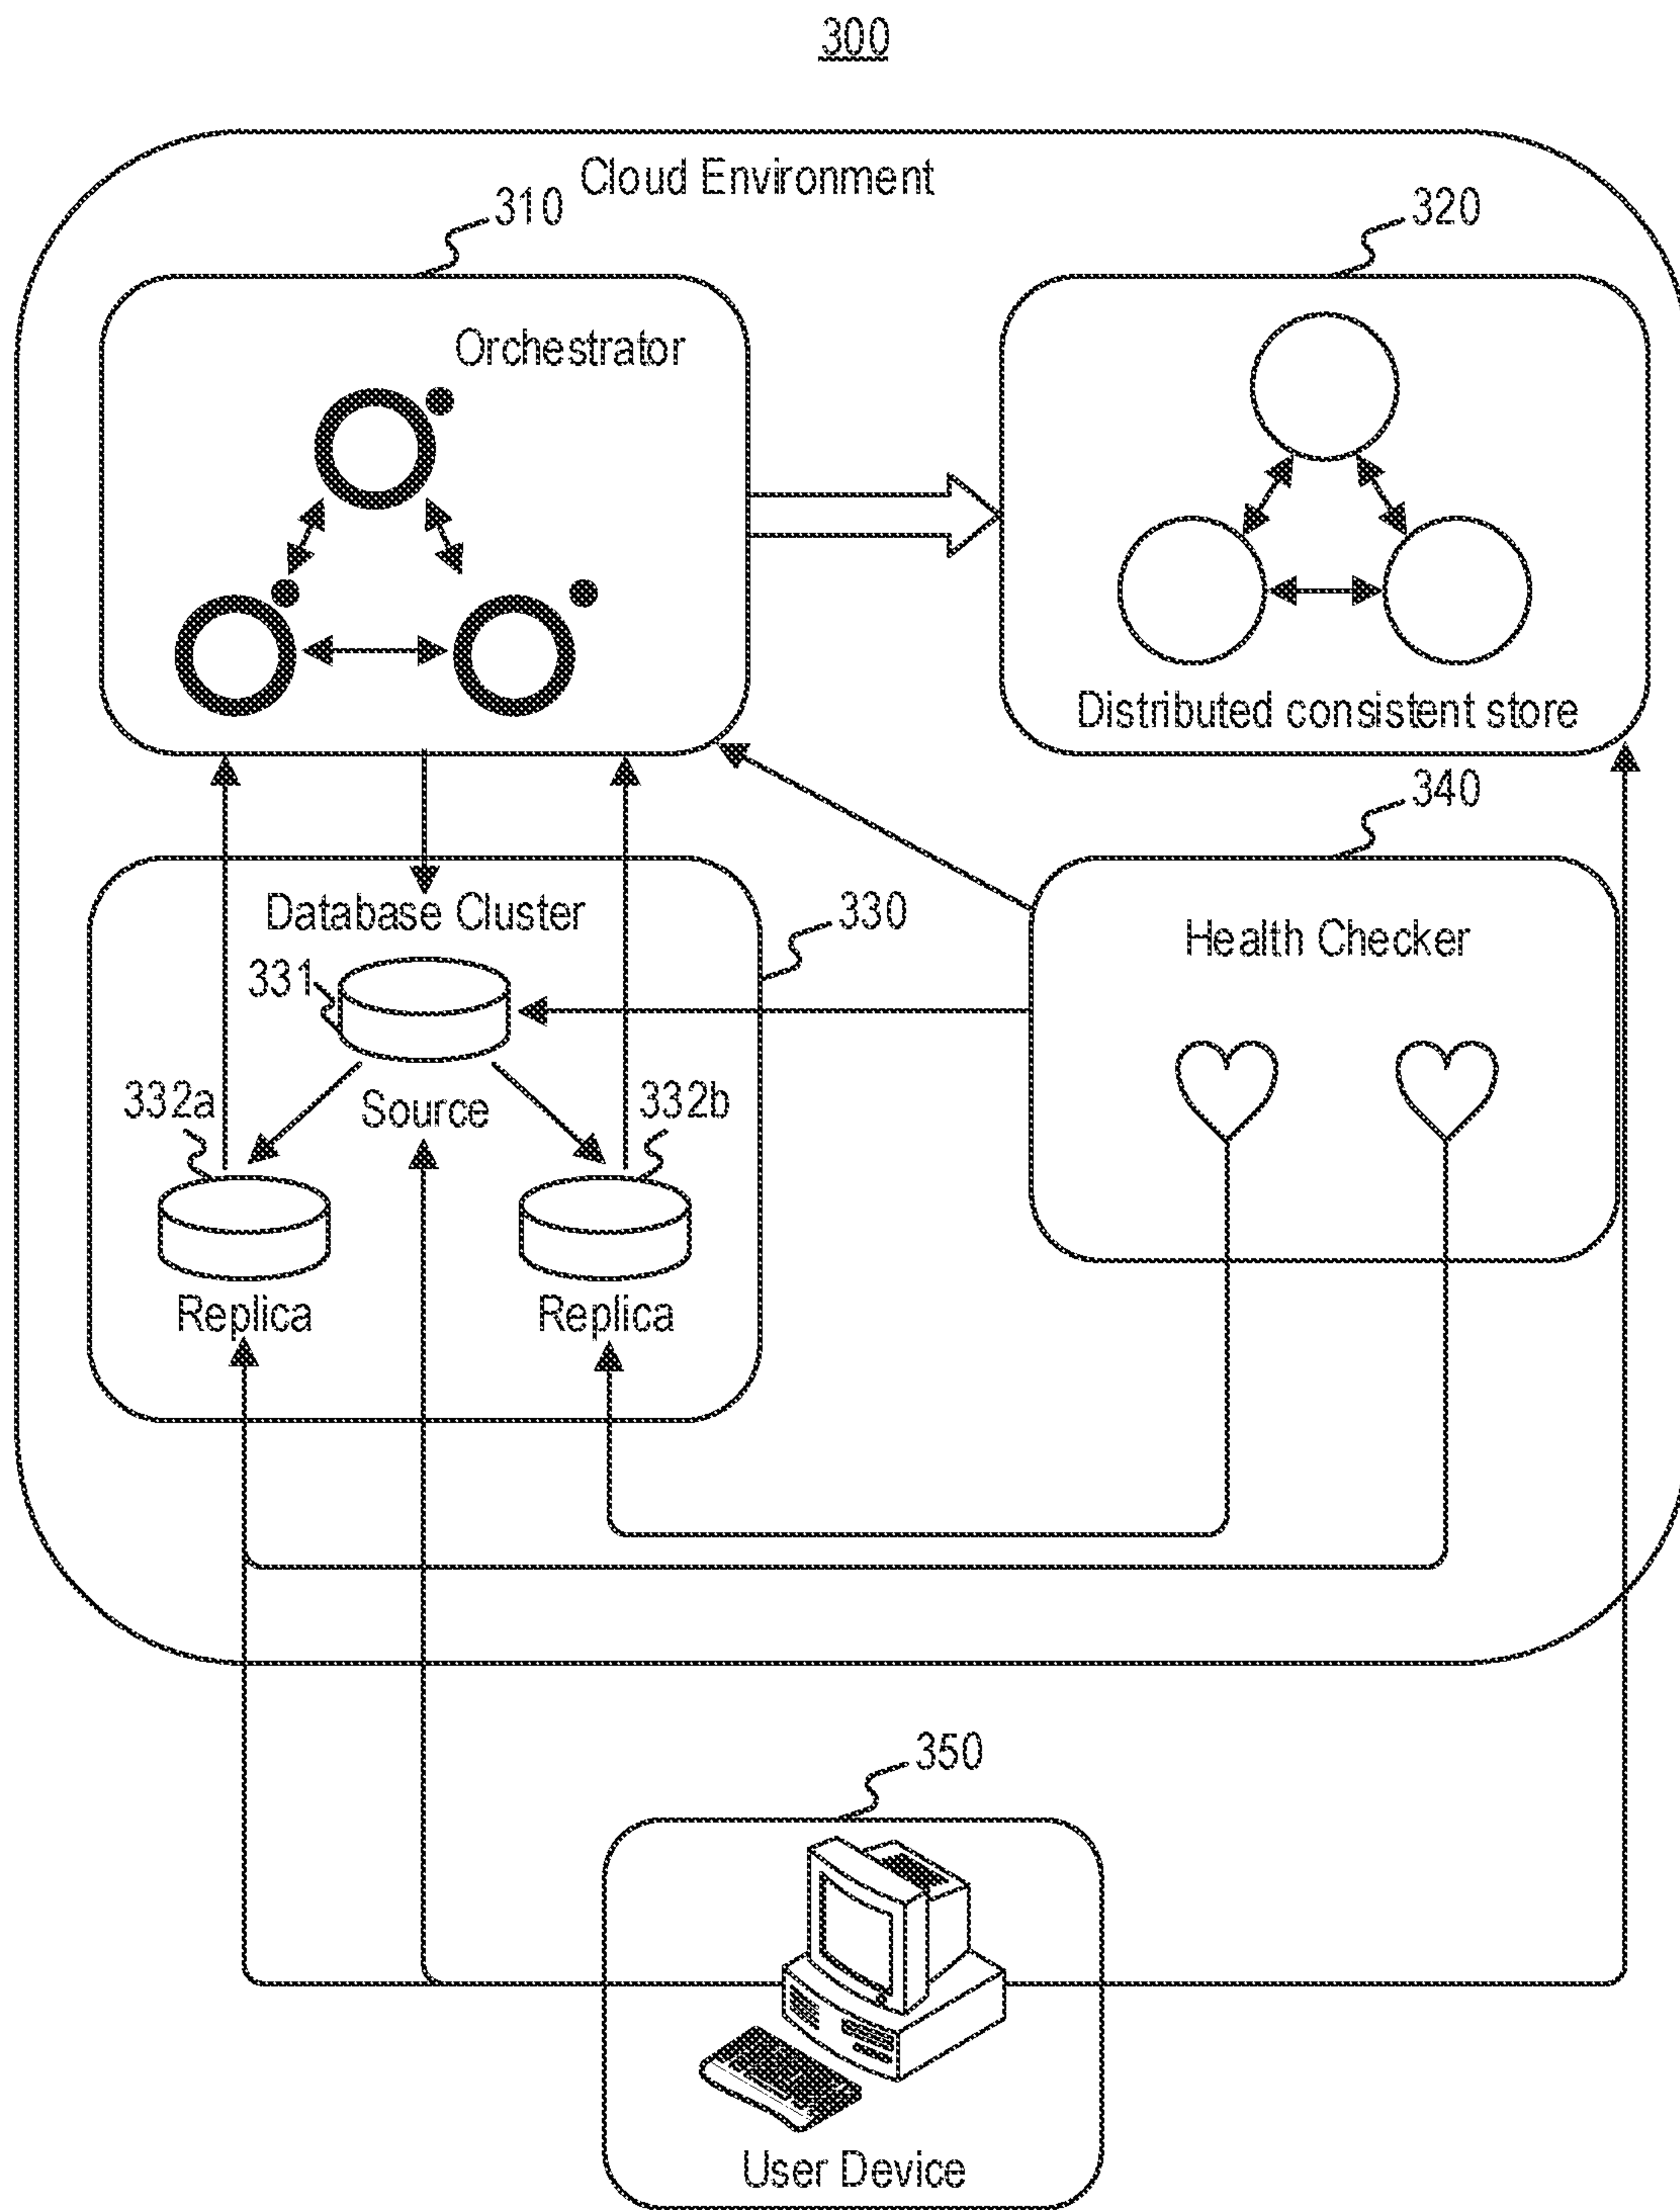 300
Cloud Environment
310
320
Orchestrator
Distributed consistent store
340
Database Cluster
330
Health Checker
331
332a
Source
332b
Replica
Replica
350
User Device